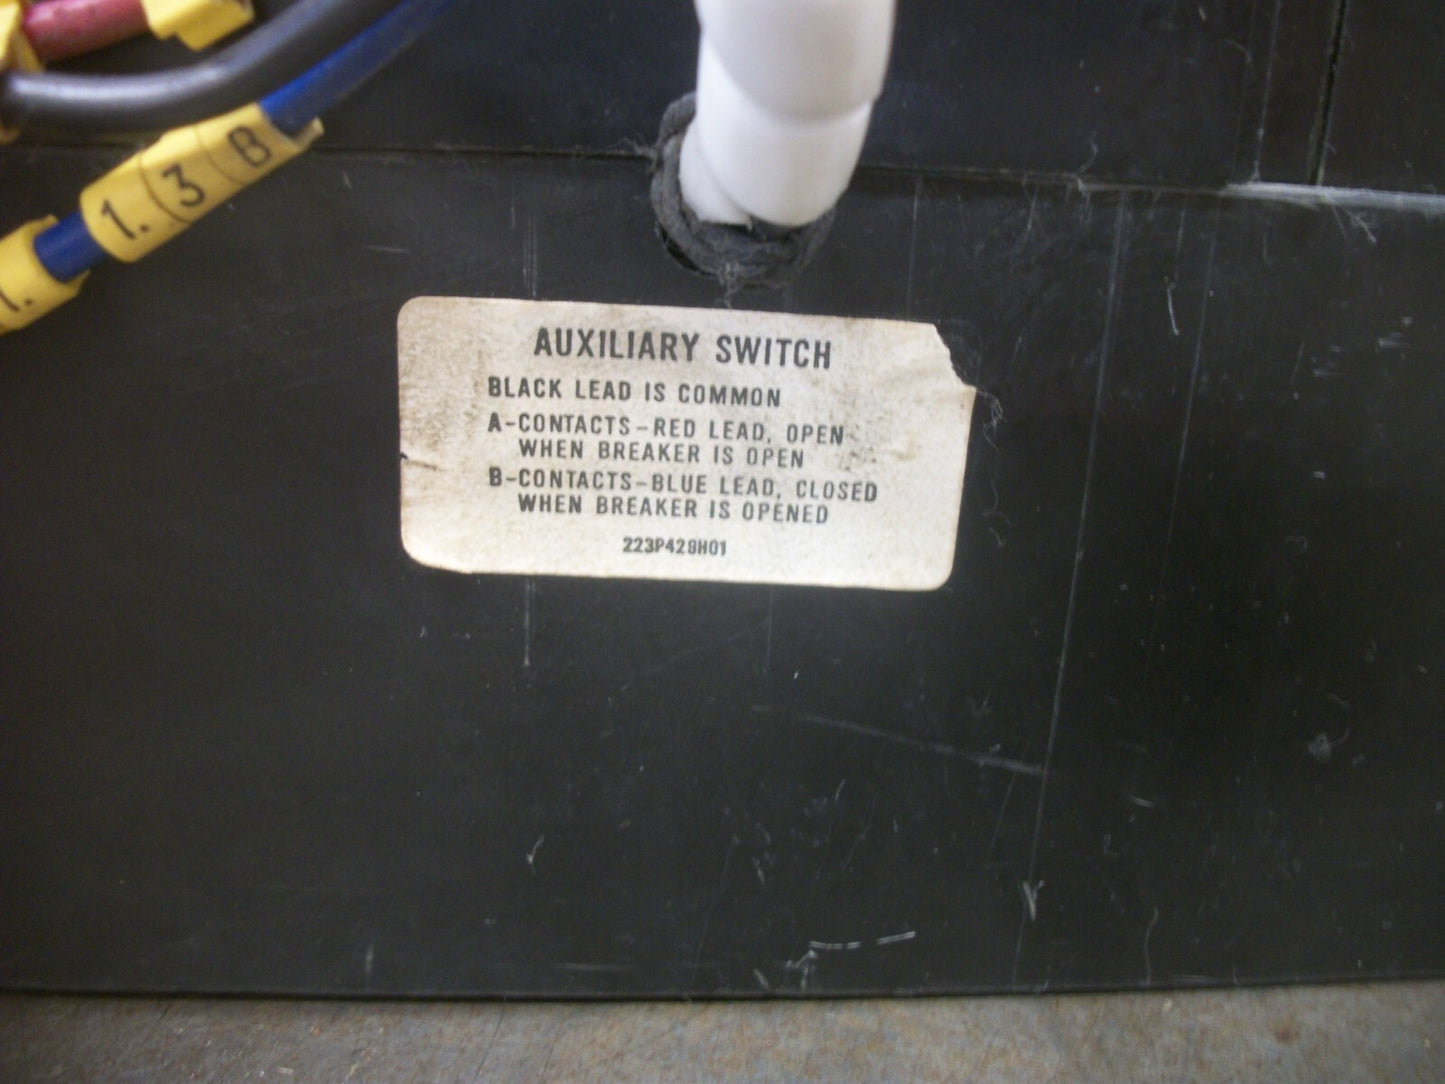 1. 3 B
1.
AUXILIARY SWITCH
BLACK LEAD IS COMMON
A-CONTACTS-RED LEAD, OPEN
WHEN BREAKER IS OPEN
B-CONTACTS-BLUE LEAD, CLOSED
WHEN BREAKER IS OPENED
223P428H01